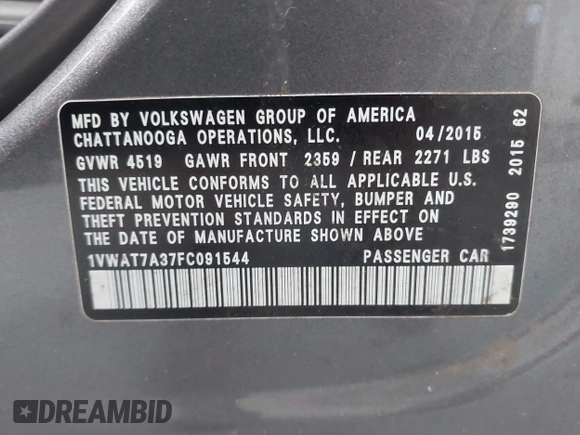 MFD BY VOLKSWAGEN GROUP OF AMERICA
CHATTANOOGA OPERATIONS, LLC. 04/2015
GVWR 4519 GAWR FRONT 2359 / REAR 2271 LBS
THIS VEHICLE CONFORMS TO ALL APPLICABLE U.S.
FEDERAL MOTOR VEHICLE SAFETY, BUMPER AND
THEFT PREVENTION STANDARDS IN EFFECT ON
THE DATE OF MANUFACTURE SHOWN ABOVE
1VWAT7A37FC091544 PASSENGER CAR
1739290 2015 62
DREAMBID